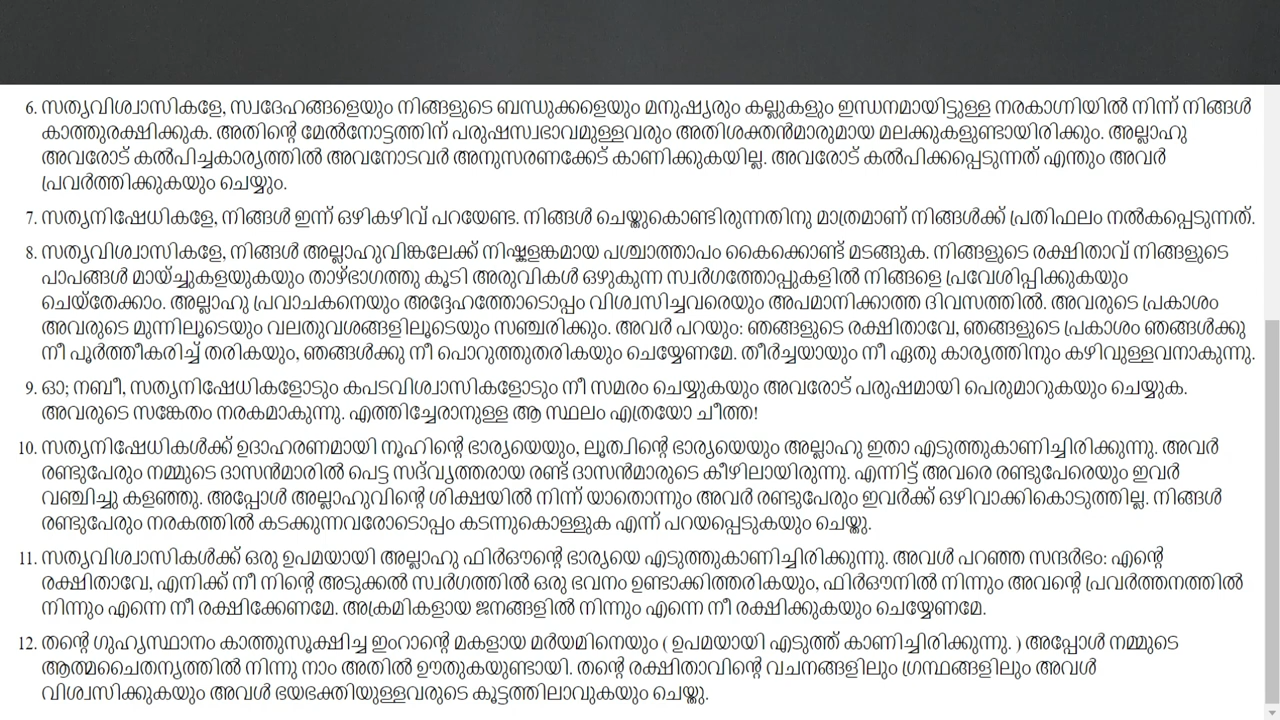 6. സത്യവിശ്വാസികളേ, സ്വദേഹങ്ങളെയും നിങ്ങളുടെ ബന്ധുക്കളെയും മനുഷ്യരും കല്ലുകളും ഇന്ധനമായിട്ടുള്ള നരകാഗ്നിയിൽ നിന്ന് നിങ്ങൾ
കാത്തുരക്ഷിക്കുക. അതിന്റെ മേൽനോട്ടത്തിന് പരുഷസ്വഭാവമുള്ളവരും അതിശക്തൻമാരുമായ മലക്കുകളുണ്ടായിരിക്കും. അല്ലാഹു
അവരോട് കൽപിച്ചകാര്യത്തിൽ അവനോടവർ അനുസരണക്കേട് കാണിക്കുകയില്ല. അവരോട് കൽപിക്കപ്പെടുന്നത് എന്തും അവർ
പ്രവർത്തിക്കുകയും ചെയ്യും.
7. സത്യനിഷേധികളേ, നിങ്ങൾ ഇന്ന് ഒഴികഴിവ് പറയേണ്ട. നിങ്ങൾ ചെയ്തുകൊണ്ടിരുന്നതിനു മാത്രമാണ് നിങ്ങൾക്ക് പ്രതിഫലം നൽകപ്പെടുന്നത്.
8. സത്യവിശ്വാസികളേ, നിങ്ങൾ അല്ലാഹുവിങ്കലേക്ക് നിഷ്കളങ്കമായ പശ്ചാത്താപം കൈക്കൊണ്ട് മടങ്ങുക. നിങ്ങളുടെ രക്ഷിതാവ് നിങ്ങളുടെ
പാപങ്ങൾ മായ്ച്ചുകളയുകയും താഴ്ഭാഗത്തു കൂടി അരുവികൾ ഒഴുകുന്ന സ്വർഗത്തോപ്പുകളിൽ നിങ്ങളെ പ്രവേശിപ്പിക്കുകയും
ചെയ്തേക്കാം. അല്ലാഹു പ്രവാചകനെയും അദ്ദേഹത്തോടൊപ്പം വിശ്വസിച്ചവരെയും അപമാനിക്കാത്ത ദിവസത്തിൽ. അവരുടെ പ്രകാശം
അവരുടെ മുന്നിലൂടെയും വലതുവശങ്ങളിലൂടെയും സഞ്ചരിക്കും. അവർ പറയും: ഞങ്ങളുടെ രക്ഷിതാവേ, ഞങ്ങളുടെ പ്രകാശം ഞങ്ങൾക്കു
നീ പൂർത്തീകരിച്ച് തരികയും, ഞങ്ങൾക്കു നീ പൊറുത്തുതരികയും ചെയ്യേണമേ. തീർച്ചയായും നീ ഏതു കാര്യത്തിനും കഴിവുള്ളവനാകുന്നു.
9. ഓ; നബീ, സത്യനിഷേധികളോടും കപടവിശ്വാസികളോടും നീ സമരം ചെയ്യുകയും അവരോട് പരുഷമായി പെരുമാറുകയും ചെയ്യുക.
അവരുടെ സങ്കേതം നരകമാകുന്നു. എത്തിച്ചേരാനുള്ള ആ സ്ഥലം എത്രയോ ചീത്ത!
10. സത്യനിഷേധികൾക്ക് ഉദാഹരണമായി നൂഹിന്റെ ഭാര്യയെയും, ലൂത്വിന്റെ ഭാര്യയെയും അല്ലാഹു ഇതാ എടുത്തുകാണിച്ചിരിക്കുന്നു. അവർ
രണ്ടുപേരും നമ്മുടെ ദാസൻമാരിൽ പെട്ട സദ്‌വൃത്തരായ രണ്ട് ദാസൻമാരുടെ കീഴിലായിരുന്നു. എന്നിട്ട് അവരെ രണ്ടുപേരെയും ഇവർ
വഞ്ചിച്ചു കളഞ്ഞു. അപ്പോൾ അല്ലാഹുവിന്റെ ശിക്ഷയിൽ നിന്ന് യാതൊന്നും അവർ രണ്ടുപേരും ഇവർക്ക് ഒഴിവാക്കികൊടുത്തില്ല. നിങ്ങൾ
രണ്ടുപേരും നരകത്തിൽ കടക്കുന്നവരോടൊപ്പം കടന്നുകൊള്ളുക എന്ന് പറയപ്പെടുകയും ചെയ്തു.
11. സത്യവിശ്വാസികൾക്ക് ഒരു ഉപമയായി അല്ലാഹു ഫിർഔന്റെ ഭാര്യയെ എടുത്തുകാണിച്ചിരിക്കുന്നു. അവൾ പറഞ്ഞ സന്ദർഭം: എന്റെ
രക്ഷിതാവേ, എനിക്ക് നീ നിന്റെ അടുക്കൽ സ്വർഗത്തിൽ ഒരു ഭവനം ഉണ്ടാക്കിത്തരികയും, ഫിർഔനിൽ നിന്നും അവന്റെ പ്രവർത്തനത്തിൽ
നിന്നും എന്നെ നീ രക്ഷിക്കേണമേ. അക്രമികളായ ജനങ്ങളിൽ നിന്നും എന്നെ നീ രക്ഷിക്കുകയും ചെയ്യേണമേ.
12. തന്റെ ഗുഹ്യസ്ഥാനം കാത്തുസൂക്ഷിച്ച ഇംറാന്റെ മകളായ മർയമിനെയും ( ഉപമയായി എടുത്ത് കാണിച്ചിരിക്കുന്നു. ) അപ്പോൾ നമ്മുടെ
ആത്മചൈതന്യത്തിൽ നിന്നു നാം അതിൽ ഊതുകയുണ്ടായി. തന്റെ രക്ഷിതാവിന്റെ വചനങ്ങളിലും ഗ്രന്ഥങ്ങളിലും അവൾ
വിശ്വസിക്കുകയും അവൾ ഭയഭക്തിയുള്ളവരുടെ കൂട്ടത്തിലാവുകയും ചെയ്തു.